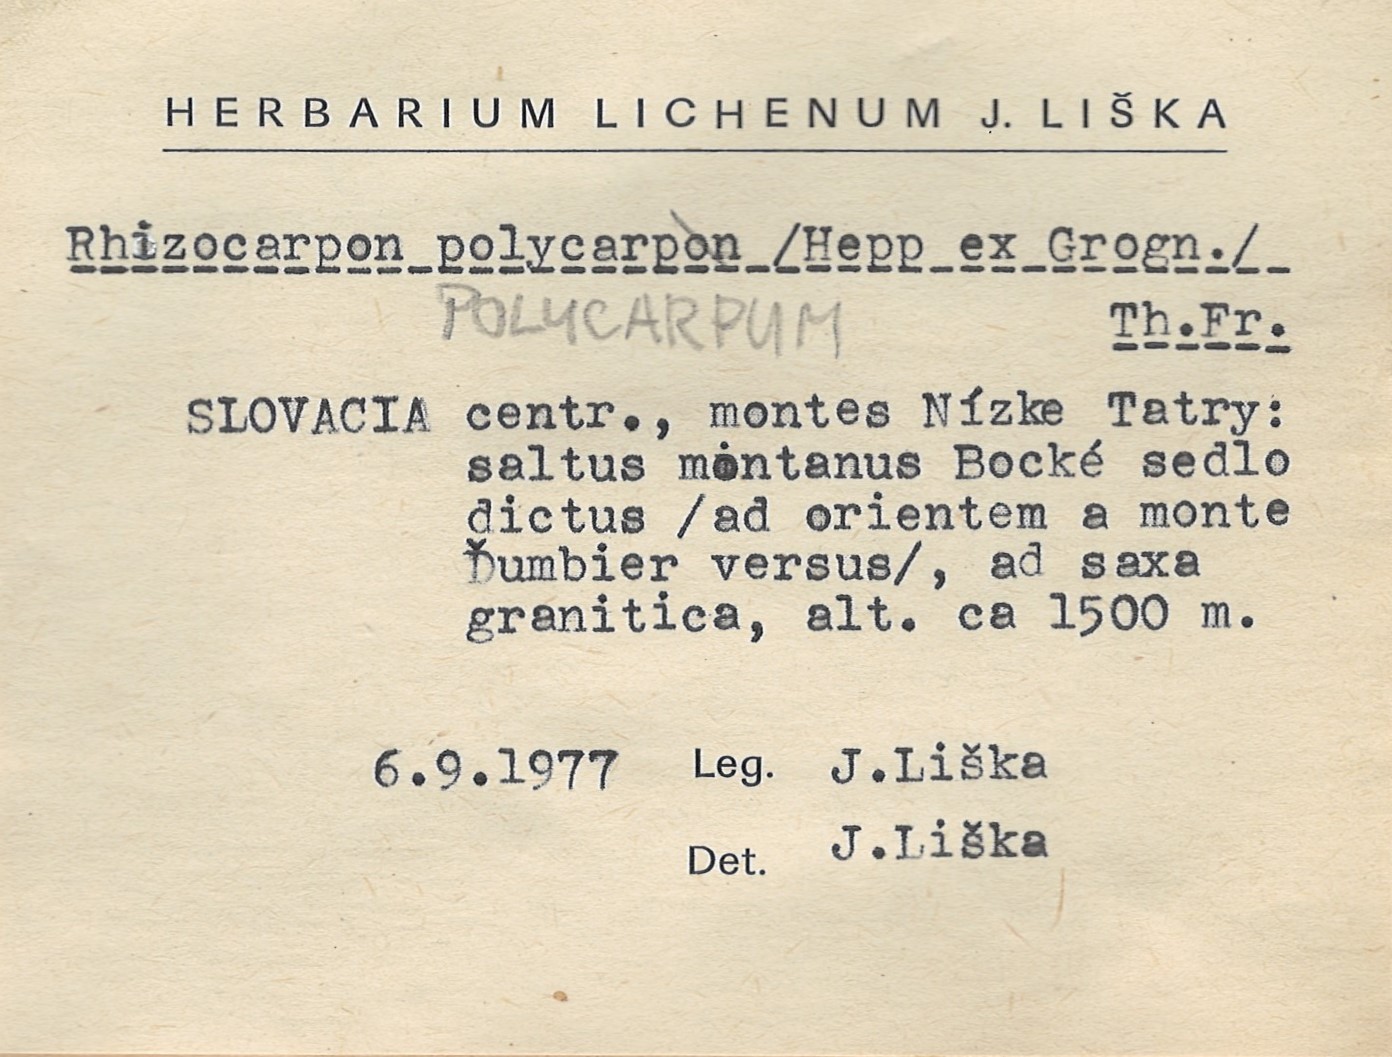 HERBARIUM LICHENUM J. LIŠKA
Rhizocarpon polycarpon /Hepp ex Grogn./
POLYCARPUM
Th.Fr.
SLOVACIA centr., montes Nízke Tatry:
saltus montanus Bocké sedlo
dictus /ad orientem a monte
Ďumbier versus/, ad saxa
granitica, alt. ca 1500 m.
6.9.1977 Leg. J.Liška
Det. J.Liška